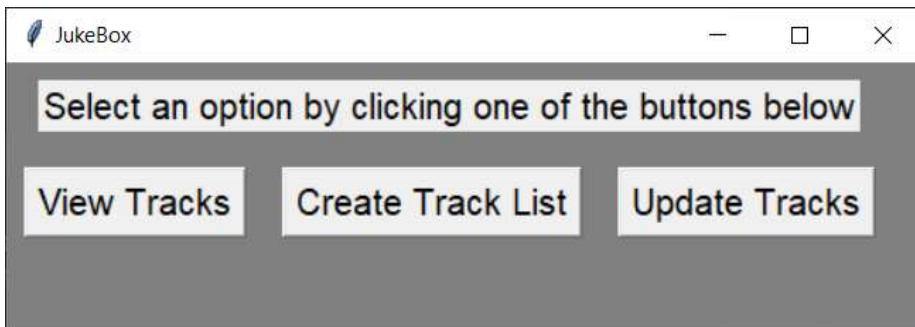 JukeBox
Select an option by clicking one of the buttons below
View Tracks Create Track List Update Tracks